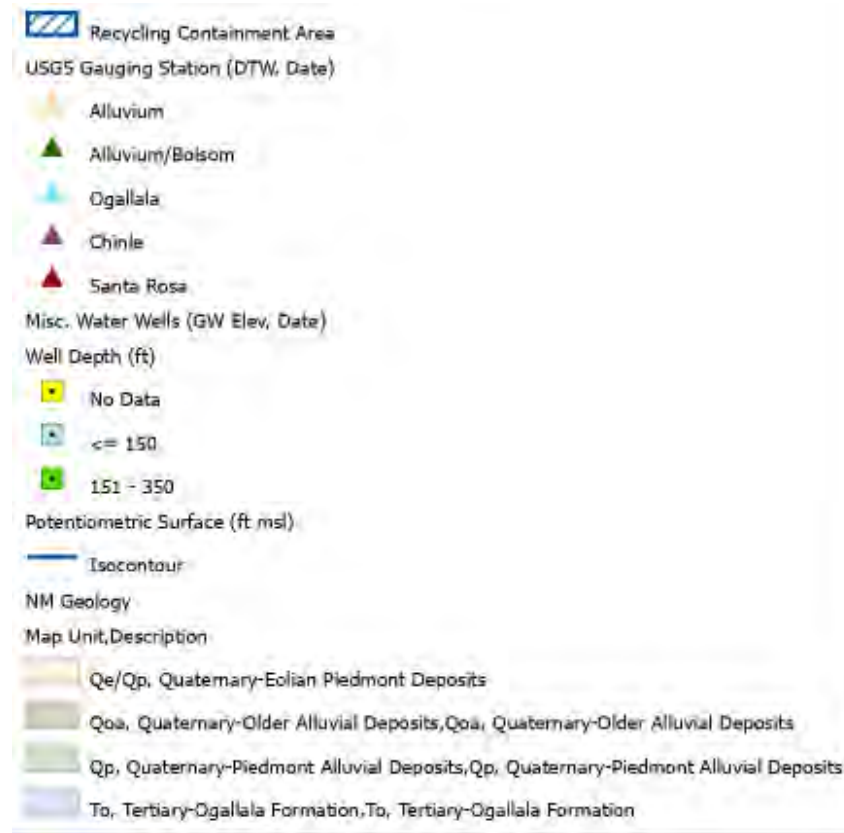 Recycling Containment Area
USGS Gauging Station (DTW, Date)
Alluvium
Alluvium/Bolsom
Ogallala
Chinle
Santa Rosa
Misc. Water Wells (GW Elev, Date)
Well Depth (ft)
No Data
<= 150
151 - 350
Potentiometric Surface (ft msl)
Isocontour
NM Geology
Map Unit,Description
Qe/Qp, Quaternary-Eolian Piedmont Deposits
Qoa, Quaternary-Older Alluvial Deposits,Qoa, Quaternary-Older Alluvial Deposits
Qp, Quaternary-Piedmont Alluvial Deposits,Qp, Quaternary-Piedmont Alluvial Deposits
To, Tertiary-Ogallala Formation,To, Tertiary-Ogallala Formation